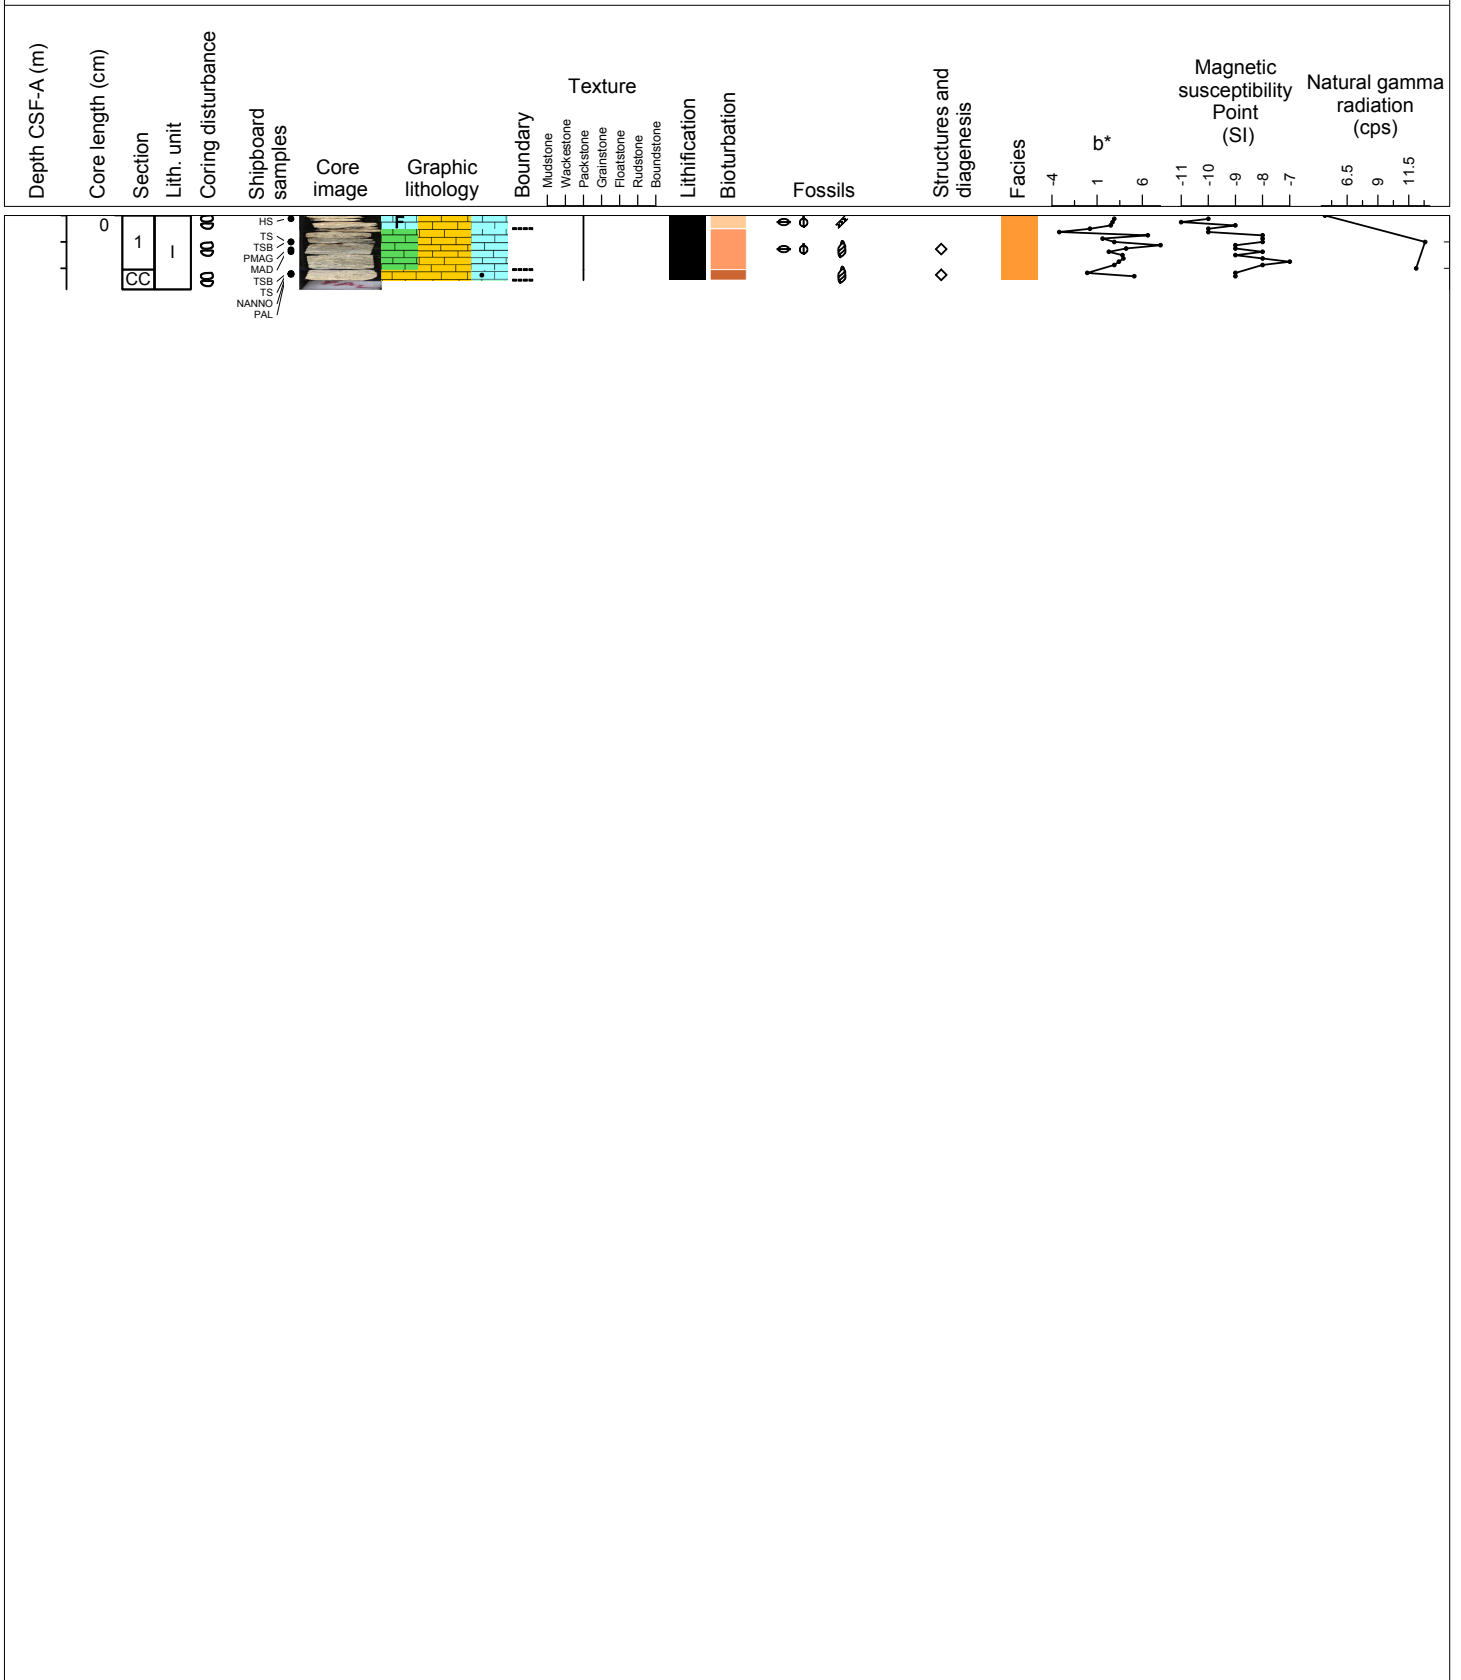 Depth CSF-A (m)
Core length (cm)
Section
Lith. unit
Coring disturbance
Shipboard
samples
Core
image
Graphic
lithology
Boundary
Texture
Mudstone
Wackestone
Packstone
Grainstone
Floatstone
Rudstone
Boundstone
Lithification
Bioturbation
Fossils
Structures and
diagenesis
Facies
b*
-4
1
6
Magnetic
susceptibility
Point
(SI)
-11
-10
-9
-8
-7
Natural gamma
radiation
(cps)
6.5
9
11.5
0
1
CC
I
HS
TS
TSB
PMAG
MAD
TSB
TS
NANNO
PAL
F